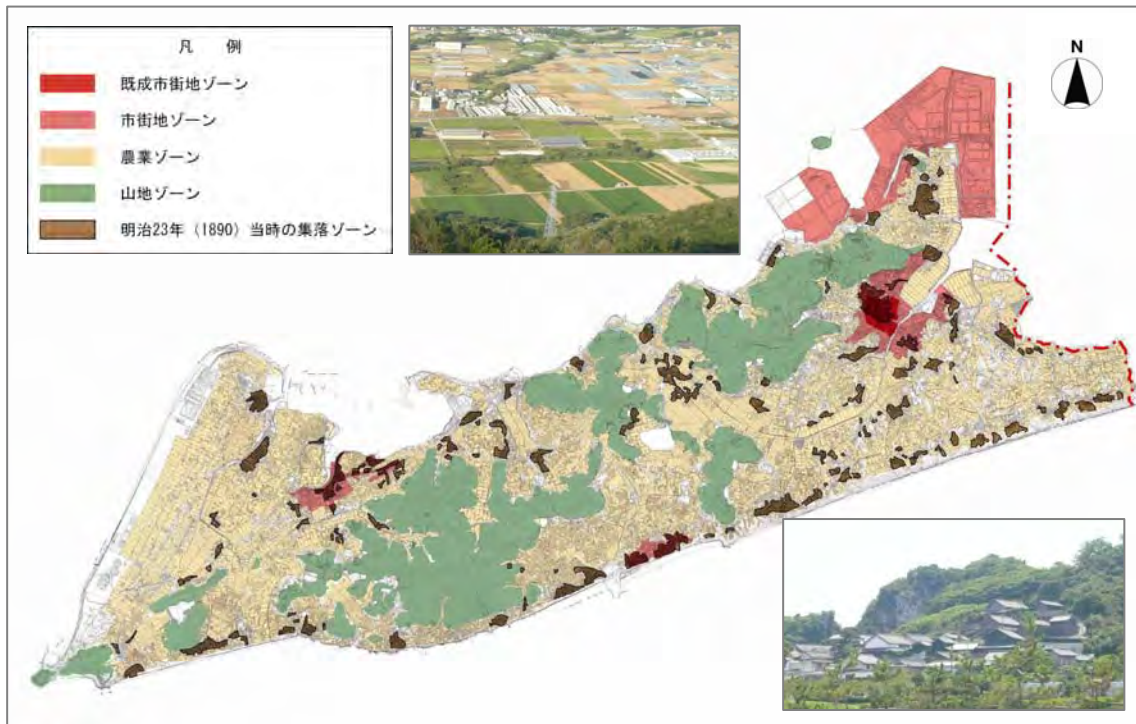 凡　例
既成市街地ゾーン
市街地ゾーン
農業ゾーン
山地ゾーン
明治23年（1890）当時の集落ゾーン
N